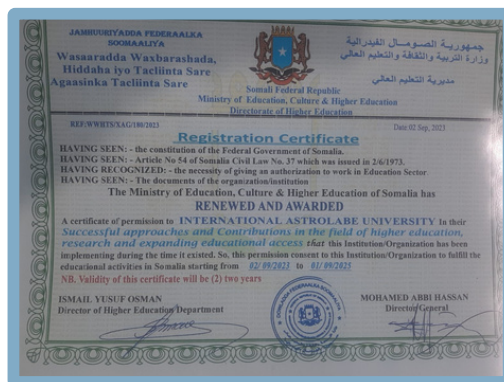 JAMHUURIYADDA FEDERAALKA
SOOMAALIYA
Wasaaradda Waxbarashada,
Hiddaha iyo Tacliinta Sare
Agaasinka Tacliinta Sare
جمهورية الصومال الفيدرالية
وزارة التربية والثقافة والتعليم العالي
مديرية التعليم العالي
Somali Federal Republic
Ministry of Education, Culture & Higher Education
Directorate of Higher Education
REF:WWHTS/XAG/180/2023
Date:02 Sep, 2023
Registration Certificate
HAVING SEEN: - the constitution of the Federal Government of Somalia.
HAVING SEEN: - Article No 54 of Somalia Civil Law No. 37 which was issued in 2/6/1973.
HAVING RECOGNIZED: - the necessity of giving an authorization to work in Education Sector
HAVING SEEN: - The documents of the organization/institution
The Ministry of Education, Culture & Higher Education of Somalia has
RENEWED AND AWARDED
A certificate of permission to INTERNATIONAL ASTROLABE UNIVERSITY In their
Successful approaches and Contributions in the field of higher education,
research and expanding educational access that this Institution/Organization has been
implementing during the time it existed. So, this permission consent to this Institution/Organization to fulfill the
educational activities in Somalia starting from 02/ 09/2023 to 01/ 09/2025
NB. Validity of this certificate will be (2) two years
ISMAIL YUSUF OSMAN
Director of Higher Education Department
MOHAMED ABBI HASSAN
Director General